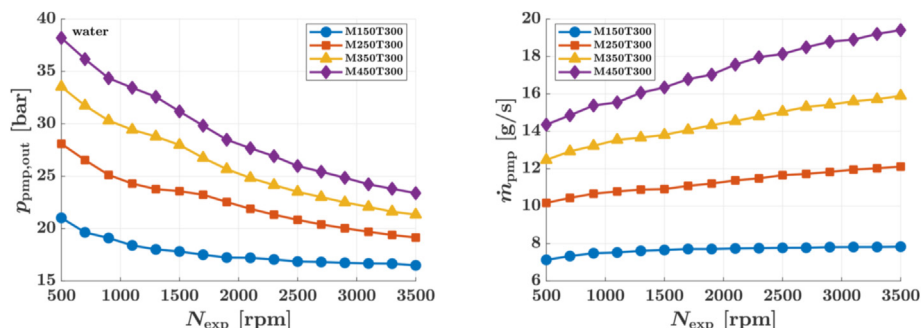 40
35
30
25
20
15
p_pmp,out [bar]
water
M150T300
M250T300
M350T300
M450T300
500 1000 1500 2000 2500 3000 3500
N_exp [rpm]
20
18
16
14
12
10
8
6
ṁ_pmp [g/s]
M150T300
M250T300
M350T300
M450T300
500 1000 1500 2000 2500 3000 3500
N_exp [rpm]